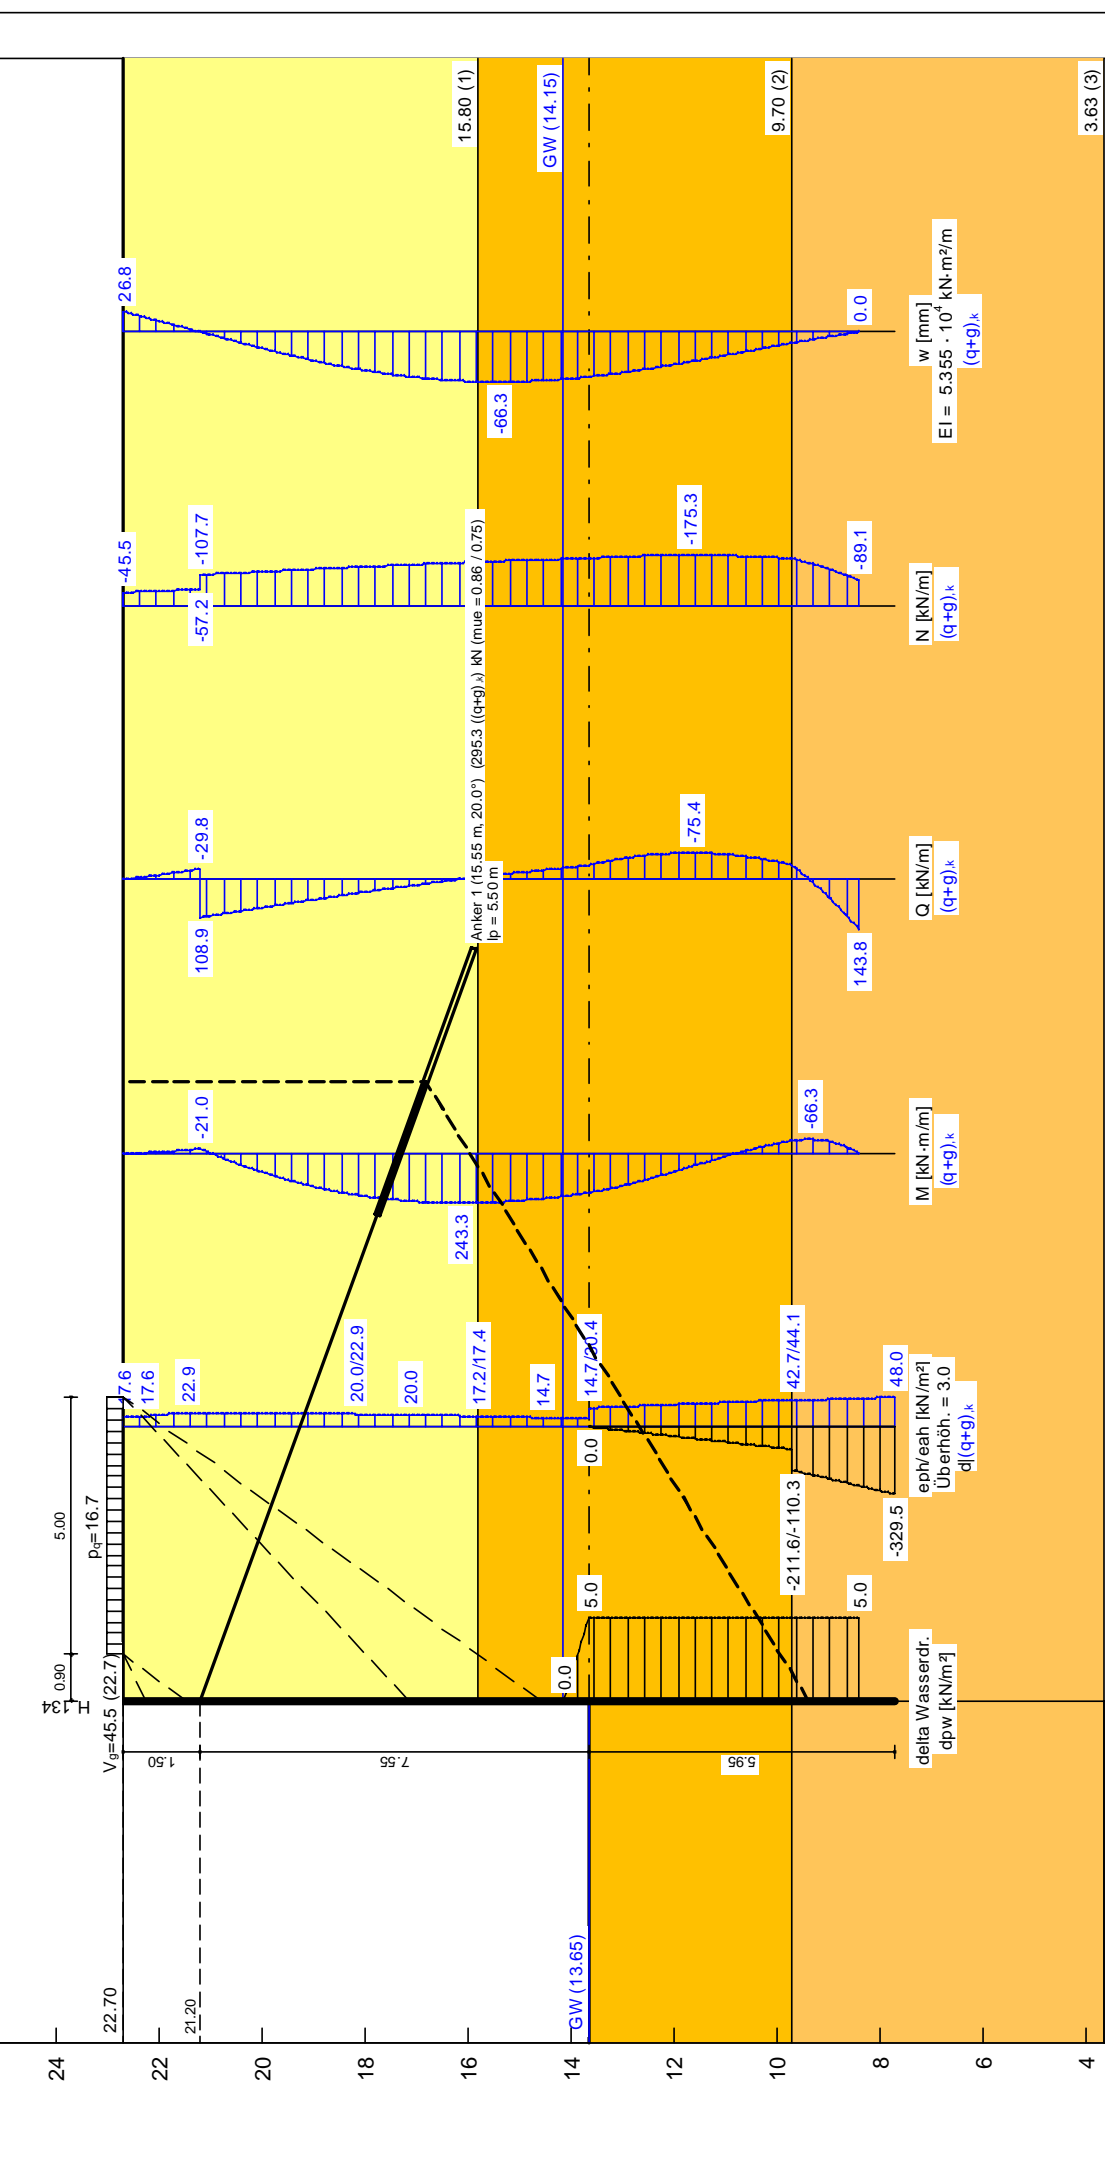 H.134
Vg=45.5 (22.7)
0.90
5.00
pq=16.7
22.70
21.20
1.50
7.55
5.95
24
22
20
18
16
14
12
10
8
6
4
15.80 (1)
GW (14.15)
9.70 (2)
3.63 (3)
GW (13.65)
0.0
5.0
5.0
delta Wasserdr.
dpw [kN/m²]
17.6
22.9
20.0/22.9
20.0
17.2/17.4
14.7
0.0
42.7/44.1
48.0
-211.6/-110.3
-329.5
eph/eah [kN/m²]
Überhöh. = 3.0
d|(q+g),k
-21.0
243.3
-66.3
M [kN·m/m]
(q+g),k
Anker 1 (15.55 m, 20.0°) (295.3 ((q+g),k) kN (mue = 0.86 / 0.75)
lp = 5.50 m
-29.8
108.9
-75.4
143.8
Q [kN/m]
(q+g),k
-45.5
-57.2
-107.7
-175.3
-89.1
N [kN/m]
(q+g),k
26.8
-66.3
0.0
w [mm]
EI = 5.355 · 10⁴ kN·m²/m
(q+g),k